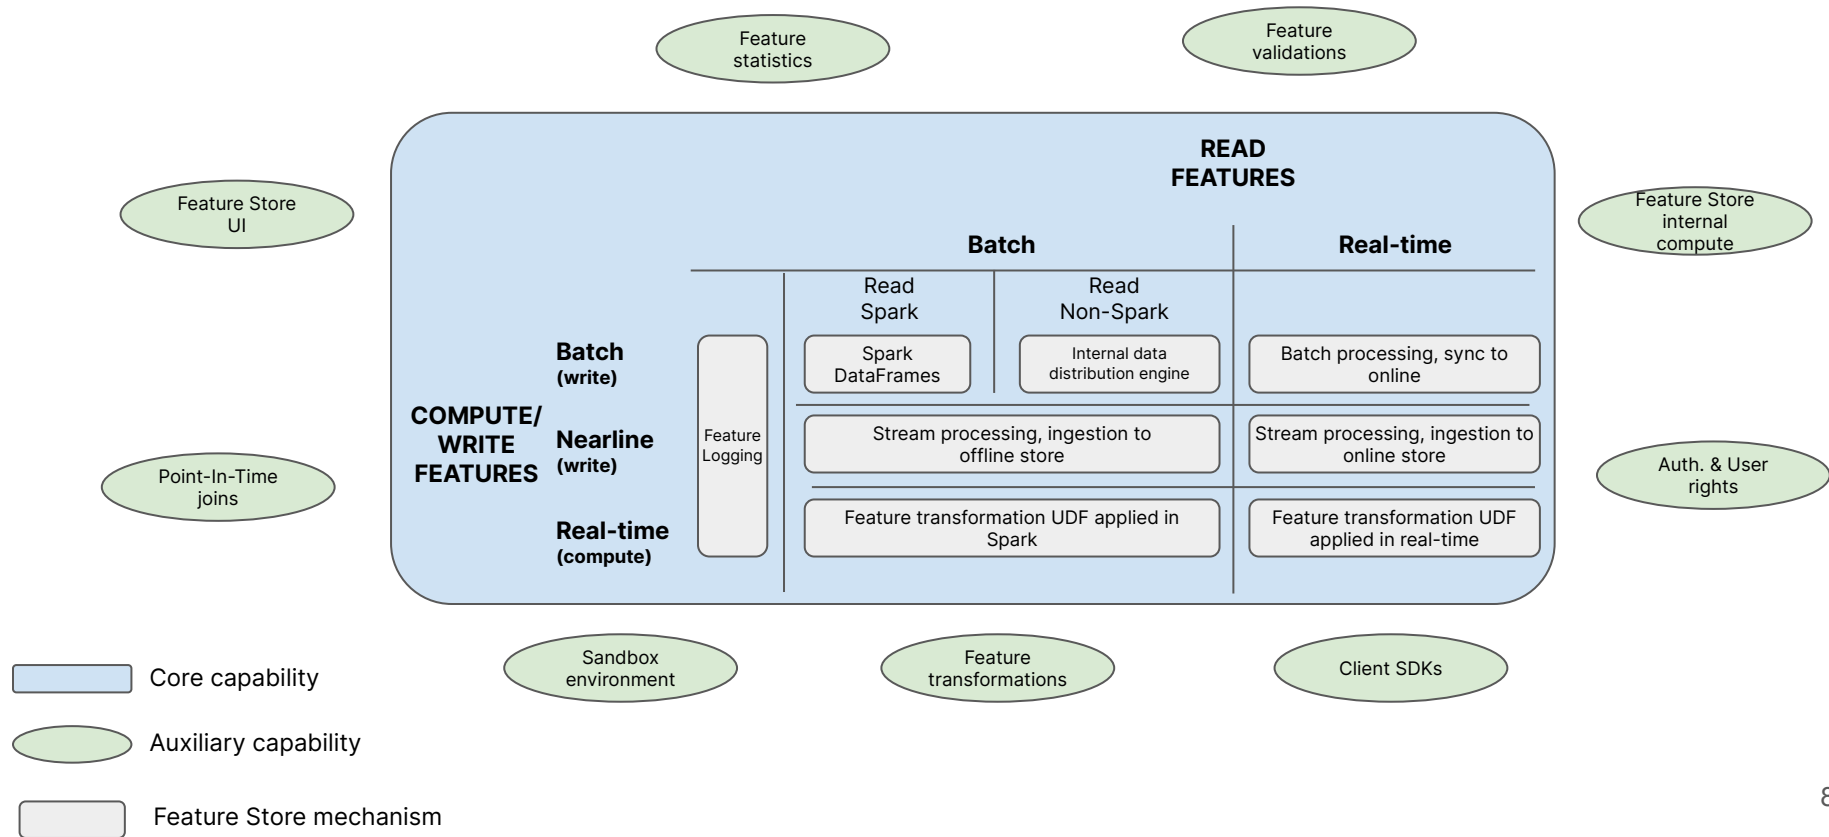 Feature
statistics
Feature
validations
READ
FEATURES
Feature Store
UI
Feature Store
internal
compute
Batch
Real-time
Read
Spark
Read
Non-Spark
Batch
(write)
Spark
DataFrames
Internal data
distribution engine
Batch processing, sync to
online
COMPUTE/
WRITE
FEATURES
Nearline
(write)
Feature
Logging
Stream processing, ingestion to
offline store
Stream processing, ingestion to
online store
Point-In-Time
joins
Auth. & User
rights
Real-time
(compute)
Feature transformation UDF applied in
Spark
Feature transformation UDF
applied in real-time
Sandbox
environment
Feature
transformations
Client SDKs
Core capability
Auxiliary capability
Feature Store mechanism
8